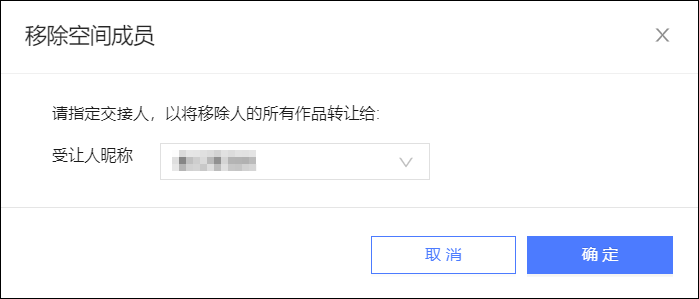 移除空间成员
请指定交接人，以将移除人的所有作品转让给:
受让人昵称
取消
确定